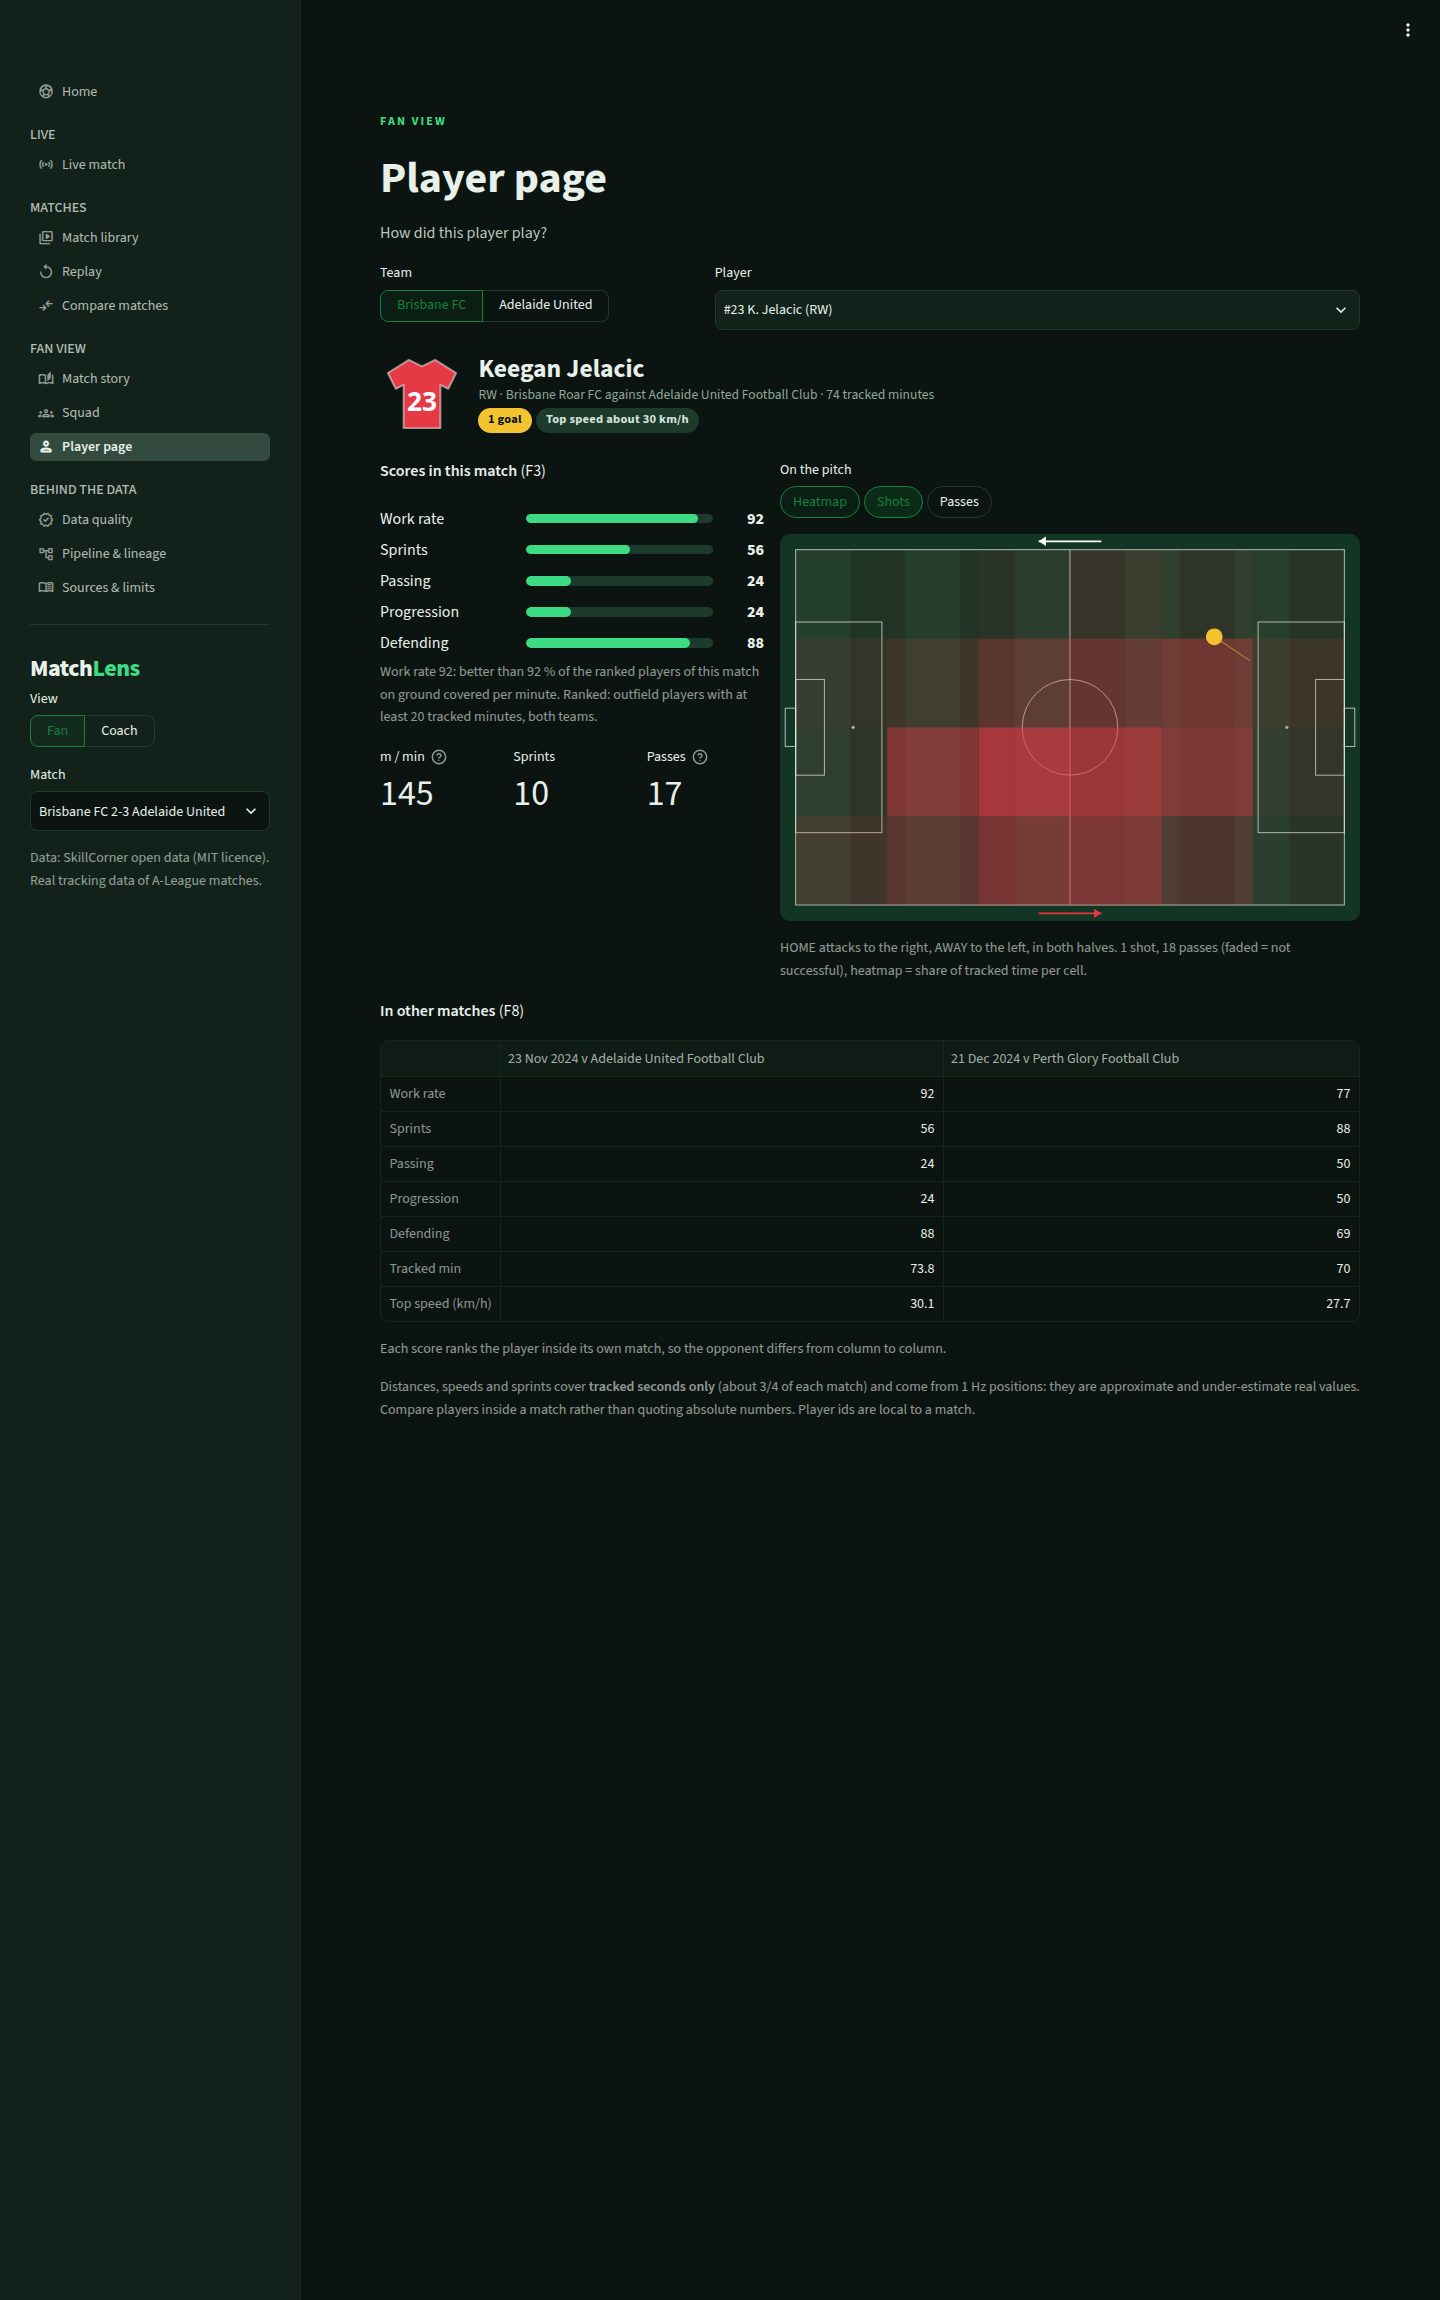 Home
LIVE
Live match
MATCHES
Match library
Replay
Compare matches
FAN VIEW
Match story
Squad
Player page
BEHIND THE DATA
Data quality
Pipeline & lineage
Sources & limits
MatchLens
View
Fan Coach
Match
Brisbane FC 2-3 Adelaide United
Data: SkillCorner open data (MIT licence).
Real tracking data of A-League matches.
FAN VIEW
Player page
How did this player play?
Team
Brisbane FC Adelaide United
Player
#23 K. Jelacic (RW)
23
Keegan Jelacic
RW · Brisbane Roar FC against Adelaide United Football Club · 74 tracked minutes
1 goal Top speed about 30 km/h
Scores in this match (F3)
Work rate 92
Sprints 56
Passing 24
Progression 24
Defending 88
Work rate 92: better than 92 % of the ranked players of this match
on ground covered per minute. Ranked: outfield players with at
least 20 tracked minutes, both teams.
m / min Sprints Passes
145 10 17
On the pitch
Heatmap Shots Passes
HOME attacks to the right, AWAY to the left, in both halves. 1 shot, 18 passes (faded = not
successful), heatmap = share of tracked time per cell.
In other matches (F8)
23 Nov 2024 v Adelaide United Football Club 21 Dec 2024 v Perth Glory Football Club
Work rate 92 77
Sprints 56 88
Passing 24 50
Progression 24 50
Defending 88 69
Tracked min 73.8 70
Top speed (km/h) 30.1 27.7
Each score ranks the player inside its own match, so the opponent differs from column to column.
Distances, speeds and sprints cover tracked seconds only (about 3/4 of each match) and come from 1 Hz positions: they are approximate and under-estimate real values.
Compare players inside a match rather than quoting absolute numbers. Player ids are local to a match.